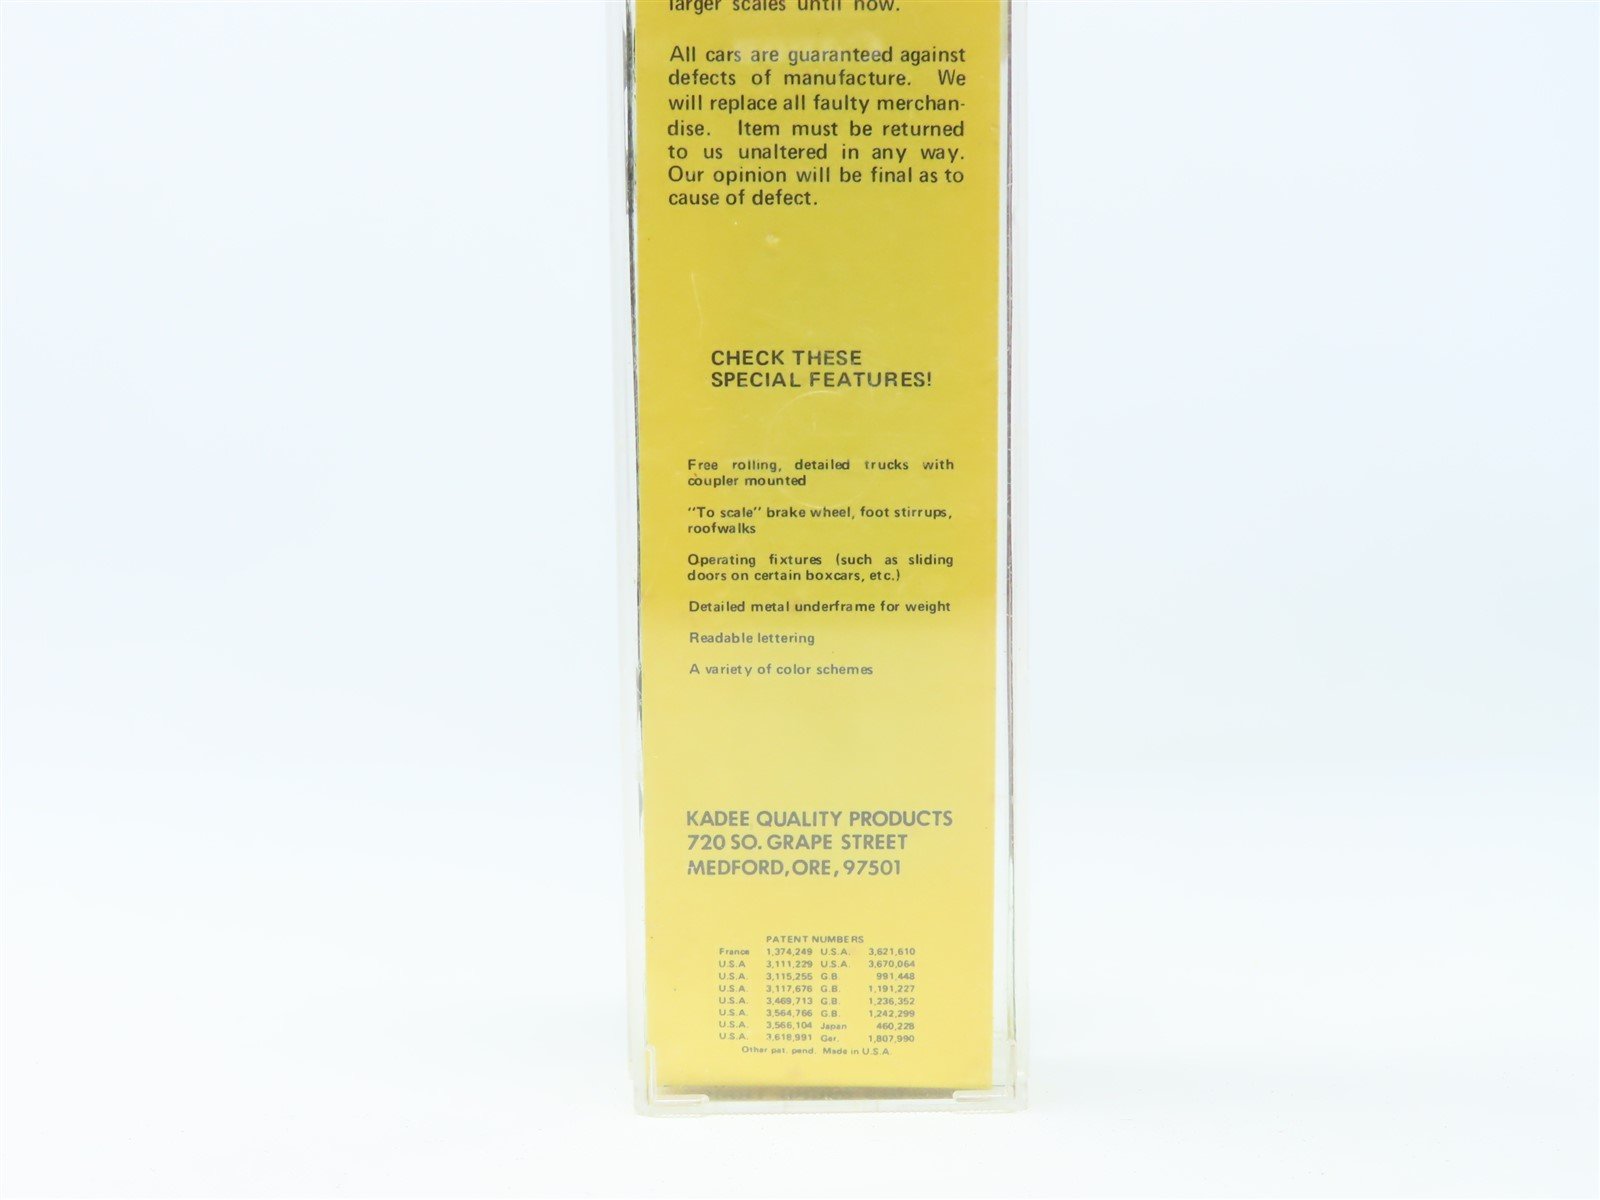 larger scales until now.
All cars are guaranteed against
defects of manufacture. We
will replace all faulty merchan-
dise. Item must be returned
to us unaltered in any way.
Our opinion will be final as to
cause of defect.
CHECK THESE
SPECIAL FEATURES!
Free rolling, detailed trucks with
coupler mounted
"To scale" brake wheel, foot stirrups,
roofwalks
Operating fixtures (such as sliding
doors on certain boxcars, etc.)
Detailed metal underframe for weight
Readable lettering
A variety of color schemes
KADEE QUALITY PRODUCTS
720 SO. GRAPE STREET
MEDFORD, ORE, 97501
PATENT NUMBERS
France 1,374,249 U.S.A. 3,621,610
U.S.A 3,111,229 U.S.A. 3,670,064
U.S.A. 3,115,255 G.B. 991,448
U.S.A. 3,117,676 G.B. 1,191,227
U.S.A. 3,469,713 G.B. 1,236,352
U.S.A. 3,564,766 G.B. 1,242,299
U.S.A. 3,566,104 Japan 460,228
U.S.A. 3,618,991 Ger. 1,807,990
Other pat. pend. Made in U.S.A.